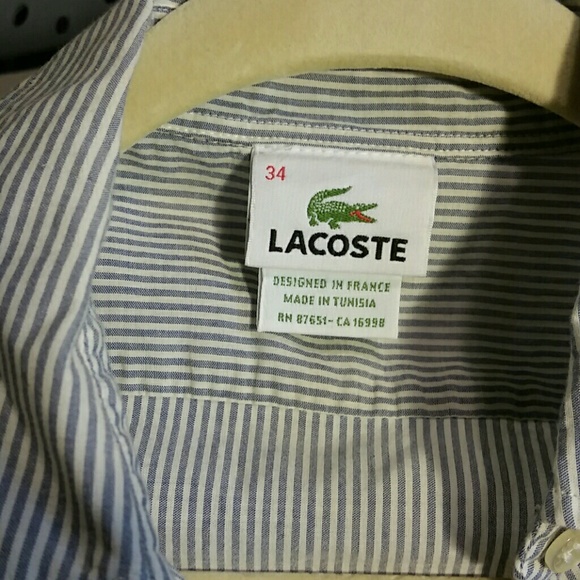 34
LACOSTE
DESIGNED IN FRANCE
MADE IN TUNISIA
RN 87651-CA 16998